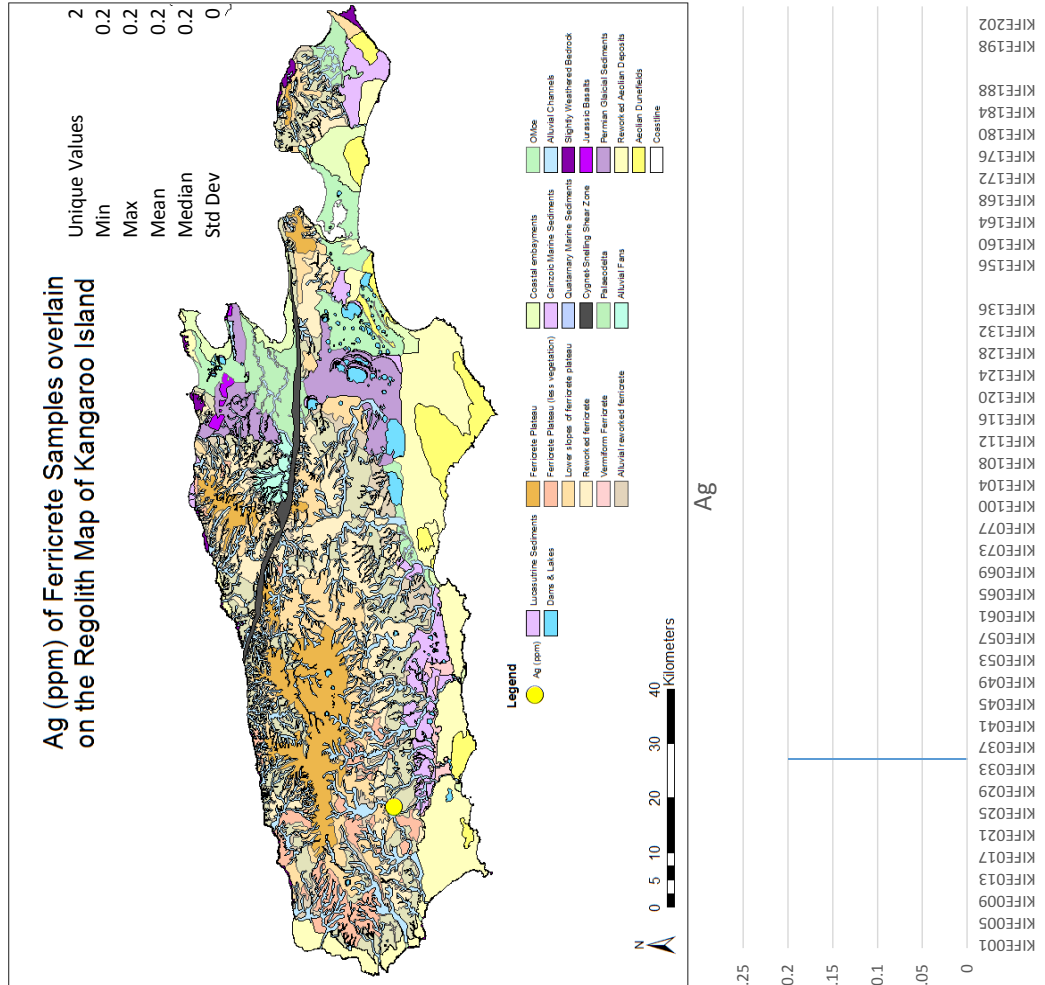 Ag (ppm) of Ferricrete Samples overlain
on the Regolith Map of Kangaroo Island
Unique Values 2
Min 0.2
Max 0.2
Mean 0.2
Median 0.2
Std Dev 0
Legend
Ag (ppm)
Lucasutrine Sediments
Dams & Lakes
Ferricrete Plateau
Ferricrete Plateau (less vegetation)
Lower slopes of ferricrete plateau
Reworked ferricrete
Vermiform Ferricrete
Alluvial reworked ferricrete
Coastal embayments
Cainzoic Marine Sediments
Quatarnary Marine Sediments
Cygnet-Snelling Shear Zone
Palaeodelta
Alluvial Fans
OMoe
Alluvial Channels
Slightly Weathered Bedrock
Jurassic Basalts
Permian Glaicial Sediments
Reworked Aeolian Deposits
Aeolian Dunefields
Coastline
N
0 5 10 20 30 40
Kilometers
Ag
.25
0.2
.15
0.1
.05
0
KIFE001
KIFE005
KIFE009
KIFE013
KIFE017
KIFE021
KIFE025
KIFE029
KIFE033
KIFE037
KIFE041
KIFE045
KIFE049
KIFE053
KIFE057
KIFE061
KIFE065
KIFE069
KIFE073
KIFE077
KIFE100
KIFE104
KIFE108
KIFE112
KIFE116
KIFE120
KIFE124
KIFE128
KIFE132
KIFE136
KIFE156
KIFE160
KIFE164
KIFE168
KIFE172
KIFE176
KIFE180
KIFE184
KIFE188
KIFE198
KIFE202